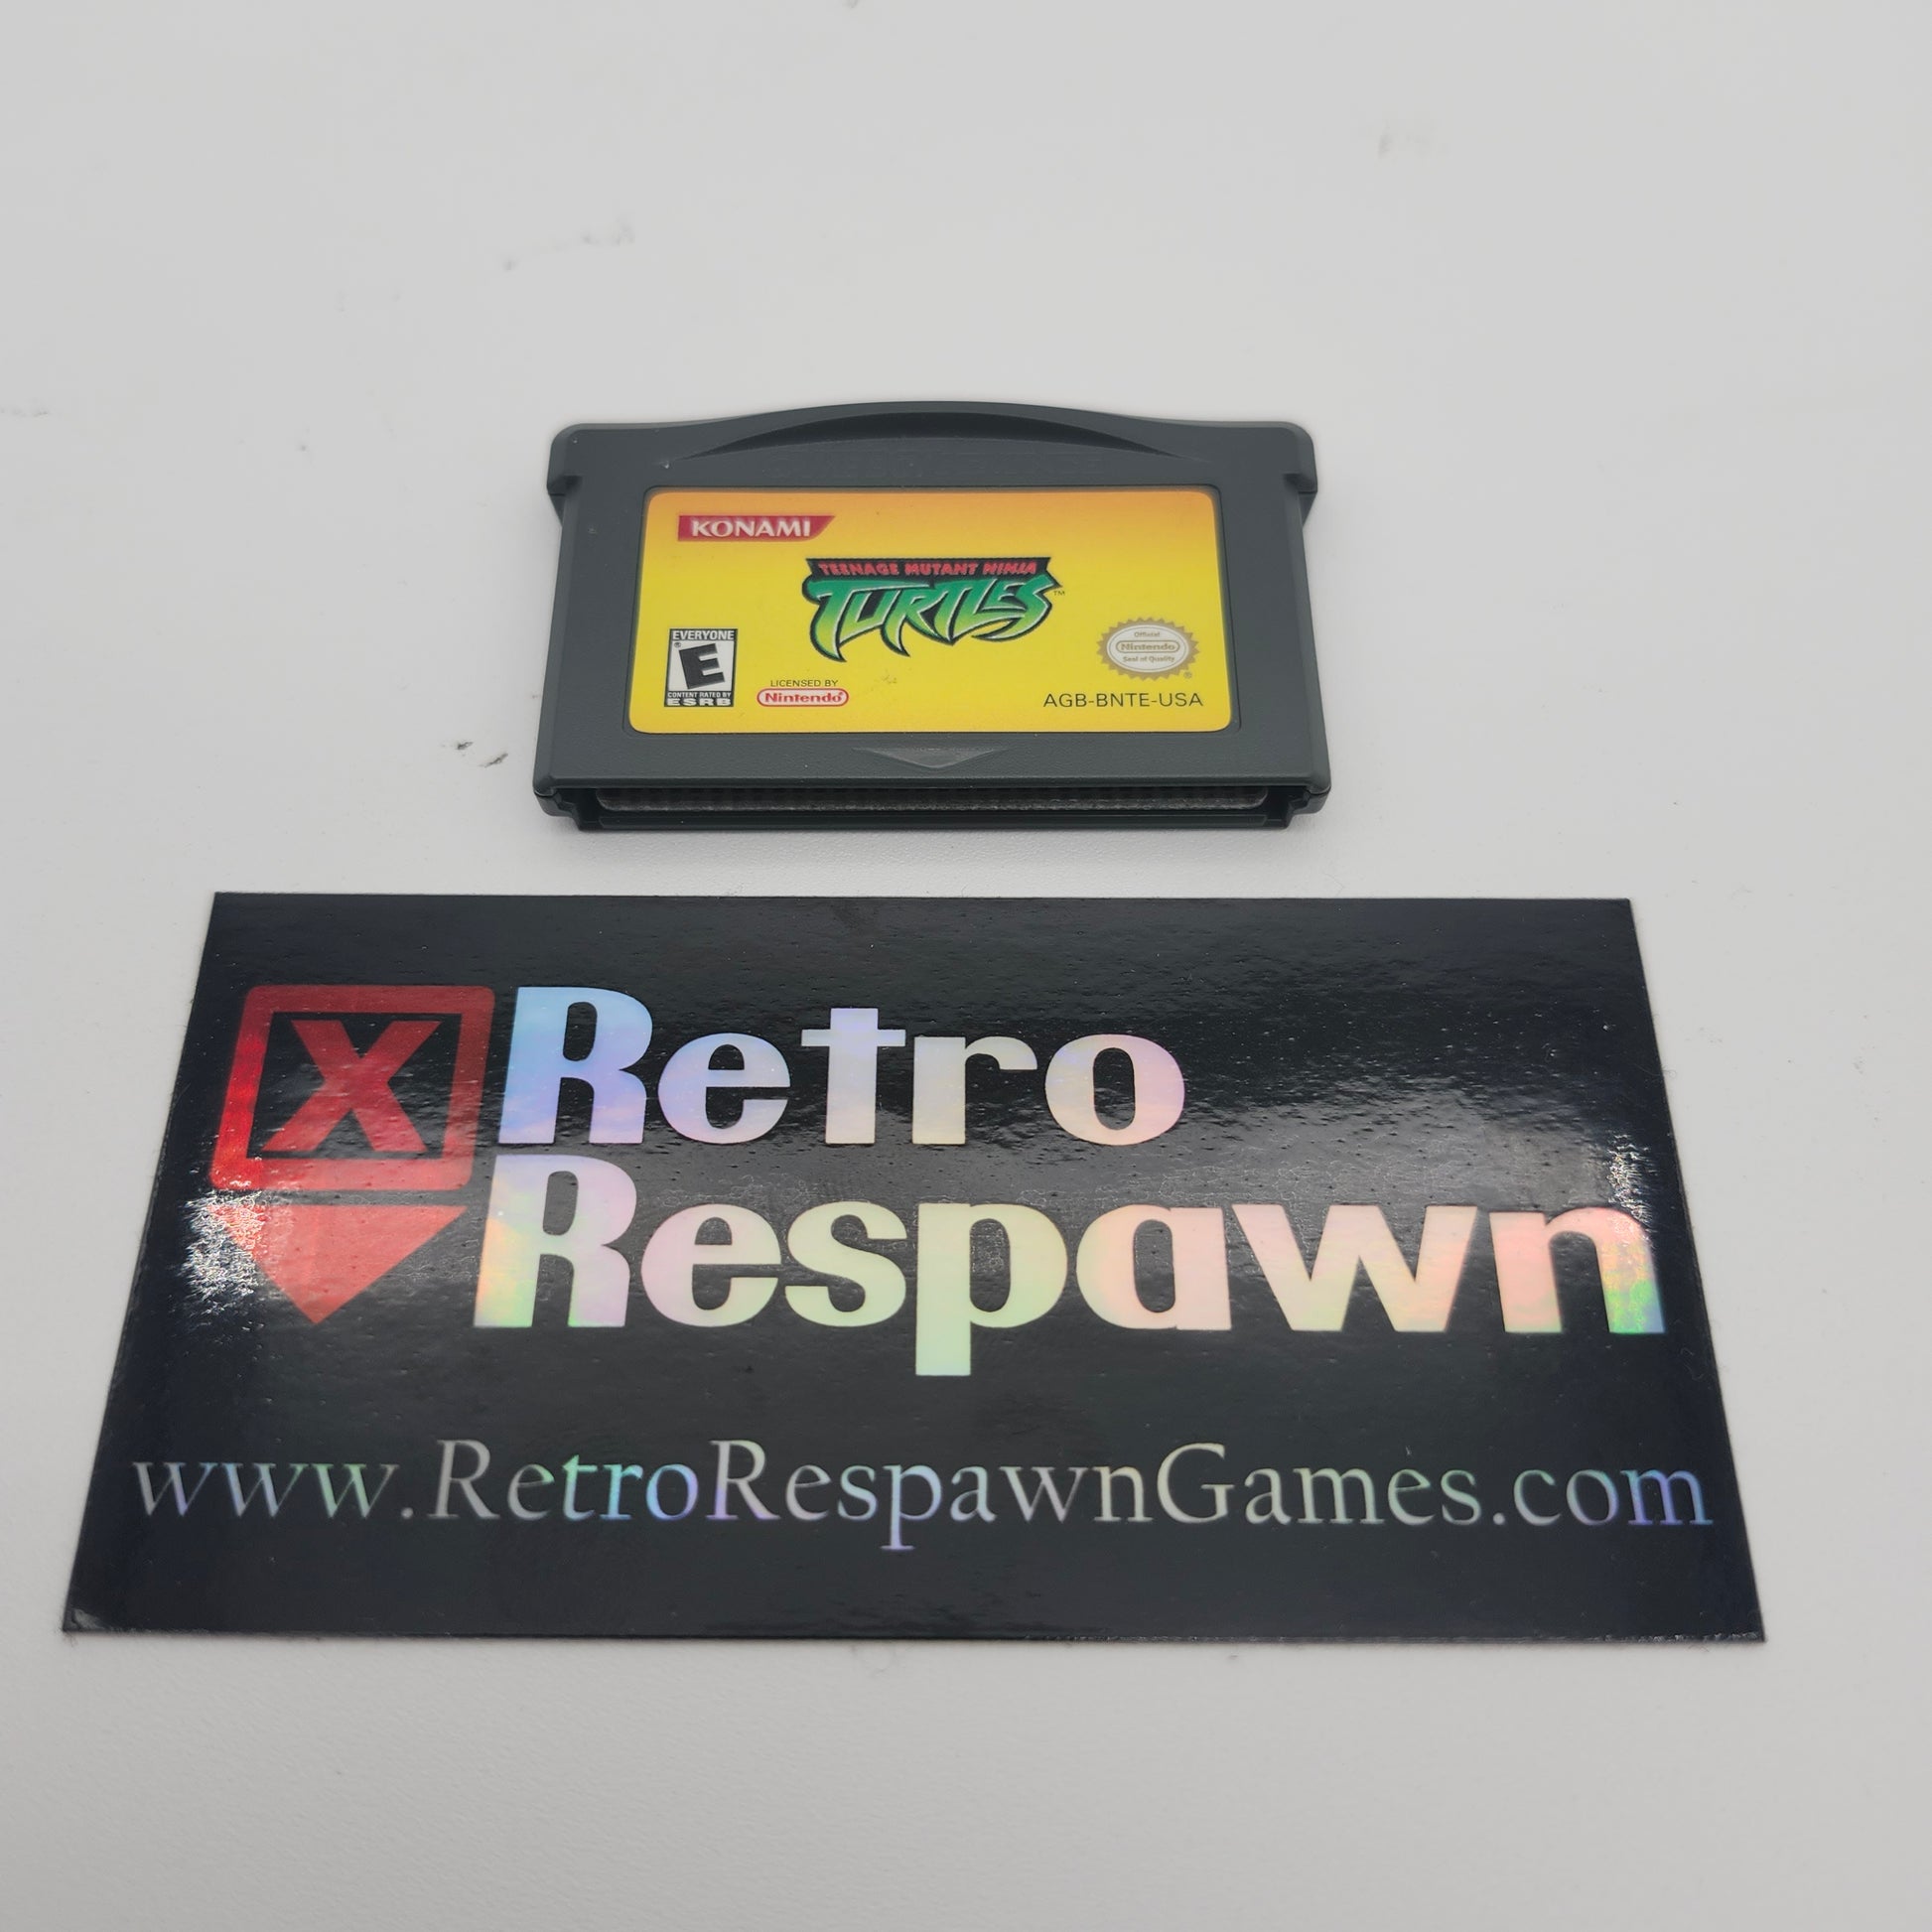 KONAMI
TEENAGE MUTANT NINJA
TURTLES™
EVERYONE
E
CONTENT RATED BY
ESRB
LICENSED BY
Nintendo
Official
Nintendo
Seal of Quality
AGB-BNTE-USA
X
Retro
Respawn
www.RetroRespawnGames.com